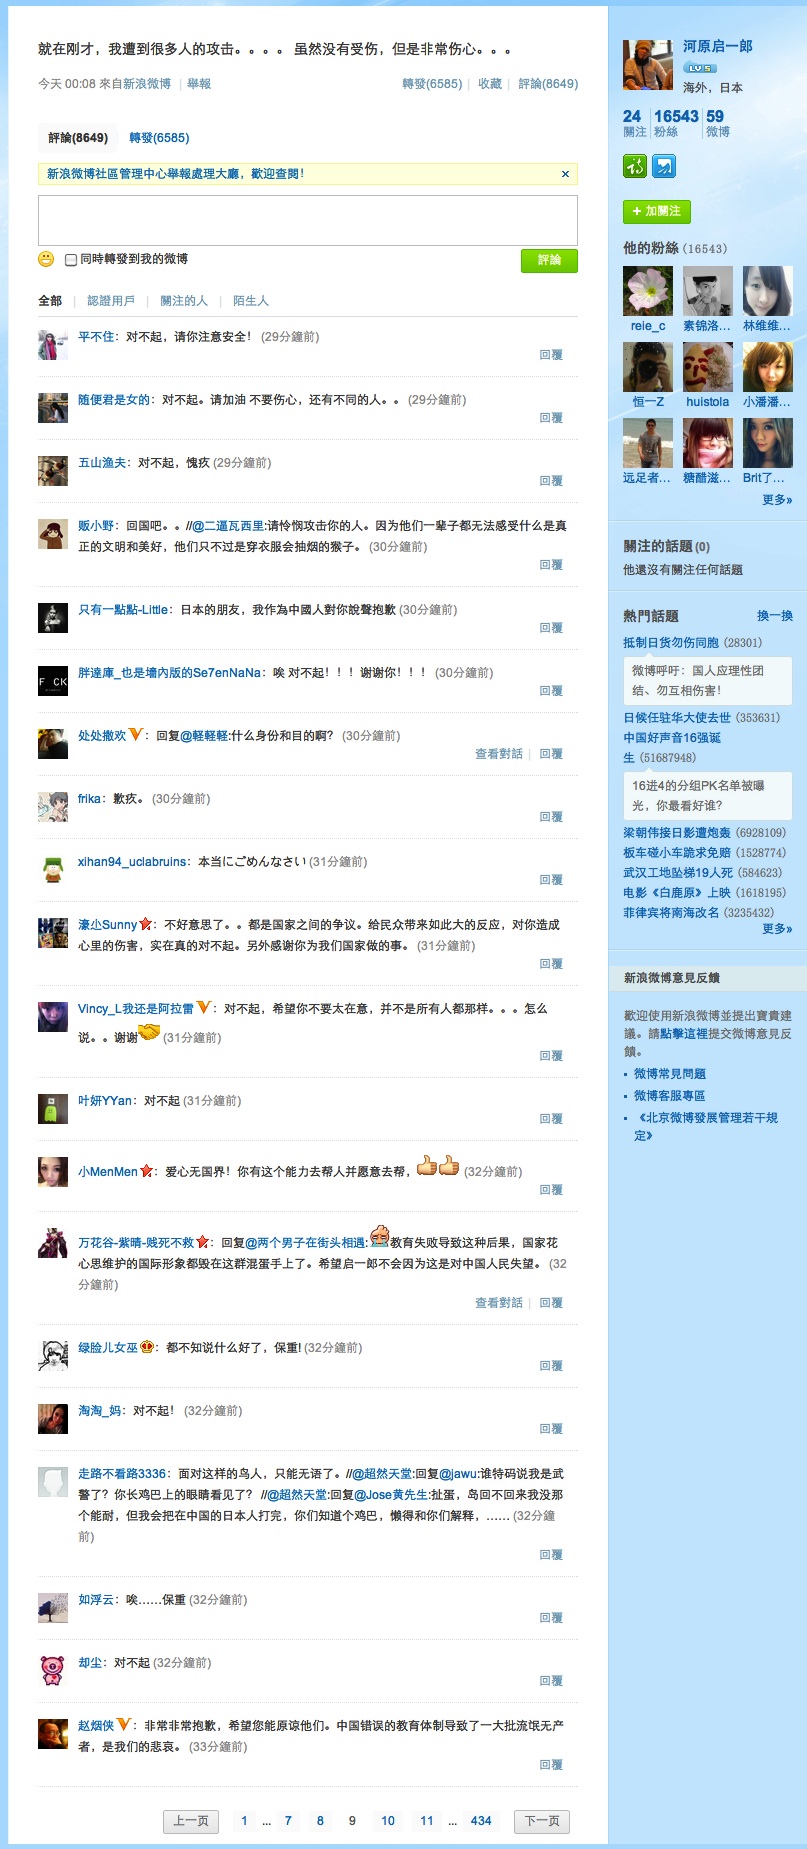 就在刚才，我遭到很多人的攻击。。。。 虽然没有受伤，但是非常伤心。。。
今天 00:08 來自新浪微博 | 舉報
轉發(6585) | 收藏 | 評論(8649)
評論(8649) 轉發(6585)
新浪微博社區管理中心舉報處理大廳，歡迎查閱！ ×
同時轉發到我的微博
評論
全部 | 認證用戶 | 關注的人 | 陌生人
平不住：对不起，请你注意安全！ (29分鐘前)
回覆
随便君是女的：对不起。请加油 不要伤心，还有不同的人。。 (29分鐘前)
回覆
五山渔夫：对不起，愧疚 (29分鐘前)
回覆
贩小野：回国吧。。//@二逼瓦西里:请怜悯攻击你的人。因为他们一辈子都无法感受什么是真
正的文明和美好，他们只不过是穿衣服会抽烟的猴子。 (30分鐘前)
回覆
只有一點點-Little：日本的朋友，我作為中國人對你說聲抱歉 (30分鐘前)
回覆
胖達庫_也是墻內版的Se7enNaNa：唉 对不起！！！谢谢你！！！ (30分鐘前)
回覆
处处撒欢：回复@軽軽軽:什么身份和目的啊？ (30分鐘前)
查看對話 | 回覆
frika：歉疚。 (30分鐘前)
回覆
xihan94_uclabruins：本当にごめんなさい (31分鐘前)
回覆
濠尐Sunny：不好意思了。。都是国家之间的争议。给民众带来如此大的反应，对你造成
心里的伤害，实在真的对不起。另外感谢你为我们国家做的事。 (31分鐘前)
回覆
Vincy_L我还是阿拉雷：对不起，希望你不要太在意，并不是所有人都那样。。。怎么
说。。谢谢 (31分鐘前)
回覆
叶妍YYan：对不起 (31分鐘前)
回覆
小MenMen：爱心无国界！你有这个能力去帮人并愿意去帮， (32分鐘前)
回覆
万花谷-紫晴-贱死不救：回复@两个男子在街头相遇:教育失败导致这种后果，国家花
心思维护的国际形象都毁在这群混蛋手上了。希望启一郎不会因为这是对中国人民失望。 (32
分鐘前)
查看對話 | 回覆
绿脸儿女巫：都不知说什么好了，保重! (32分鐘前)
回覆
淘淘_妈：对不起！ (32分鐘前)
回覆
走路不看路3336：面对这样的鸟人，只能无语了。//@超然天堂:回复@jawu:谁特码说我是武
警了？你长鸡巴上的眼睛看见了？ //@超然天堂:回复@Jose黄先生:扯蛋，岛回不回来我没那
个能耐，但我会把在中国的日本人打完，你们知道个鸡巴，懒得和你们解释，…… (32分鐘
前)
回覆
如浮云：唉……保重 (32分鐘前)
回覆
却尘：对不起 (32分鐘前)
回覆
赵烟侠：非常非常抱歉，希望您能原谅他们。中国错误的教育体制导致了一大批流氓无产
者，是我们的悲哀。 (33分鐘前)
回覆
上一页 1 ... 7 8 9 10 11 ... 434 下一页
河原启一郎
LV 5
海外，日本
24 16543 59
關注 粉絲 微博
+ 加關注
他的粉絲 (16543)
reie_c 素锦洛... 林维维...
恒一Z huistola 小潘潘...
远足者... 糖醋滋... Brit了...
更多»
關注的話題 (0)
他還沒有關注任何話題
熱門話題 換一換
抵制日货勿伤同胞 (28301)
微博呼吁：国人应理性团
结、勿互相伤害！
日候任驻华大使去世 (353631)
中国好声音16强诞
生 (51687948)
16进4的分组PK名单被曝
光，你最看好谁？
梁朝伟接日影遭炮轰 (6928109)
板车碰小车跪求免赔 (1528774)
武汉工地坠梯19人死 (584623)
电影《白鹿原》上映 (1618195)
菲律宾将南海改名 (3235432)
更多»
新浪微博意見反饋
歡迎使用新浪微博並提出寶貴建
議。請點擊這裡提交微博意見反
饋。
微博常見問題
微博客服專區
《北京微博發展管理若干規
定》